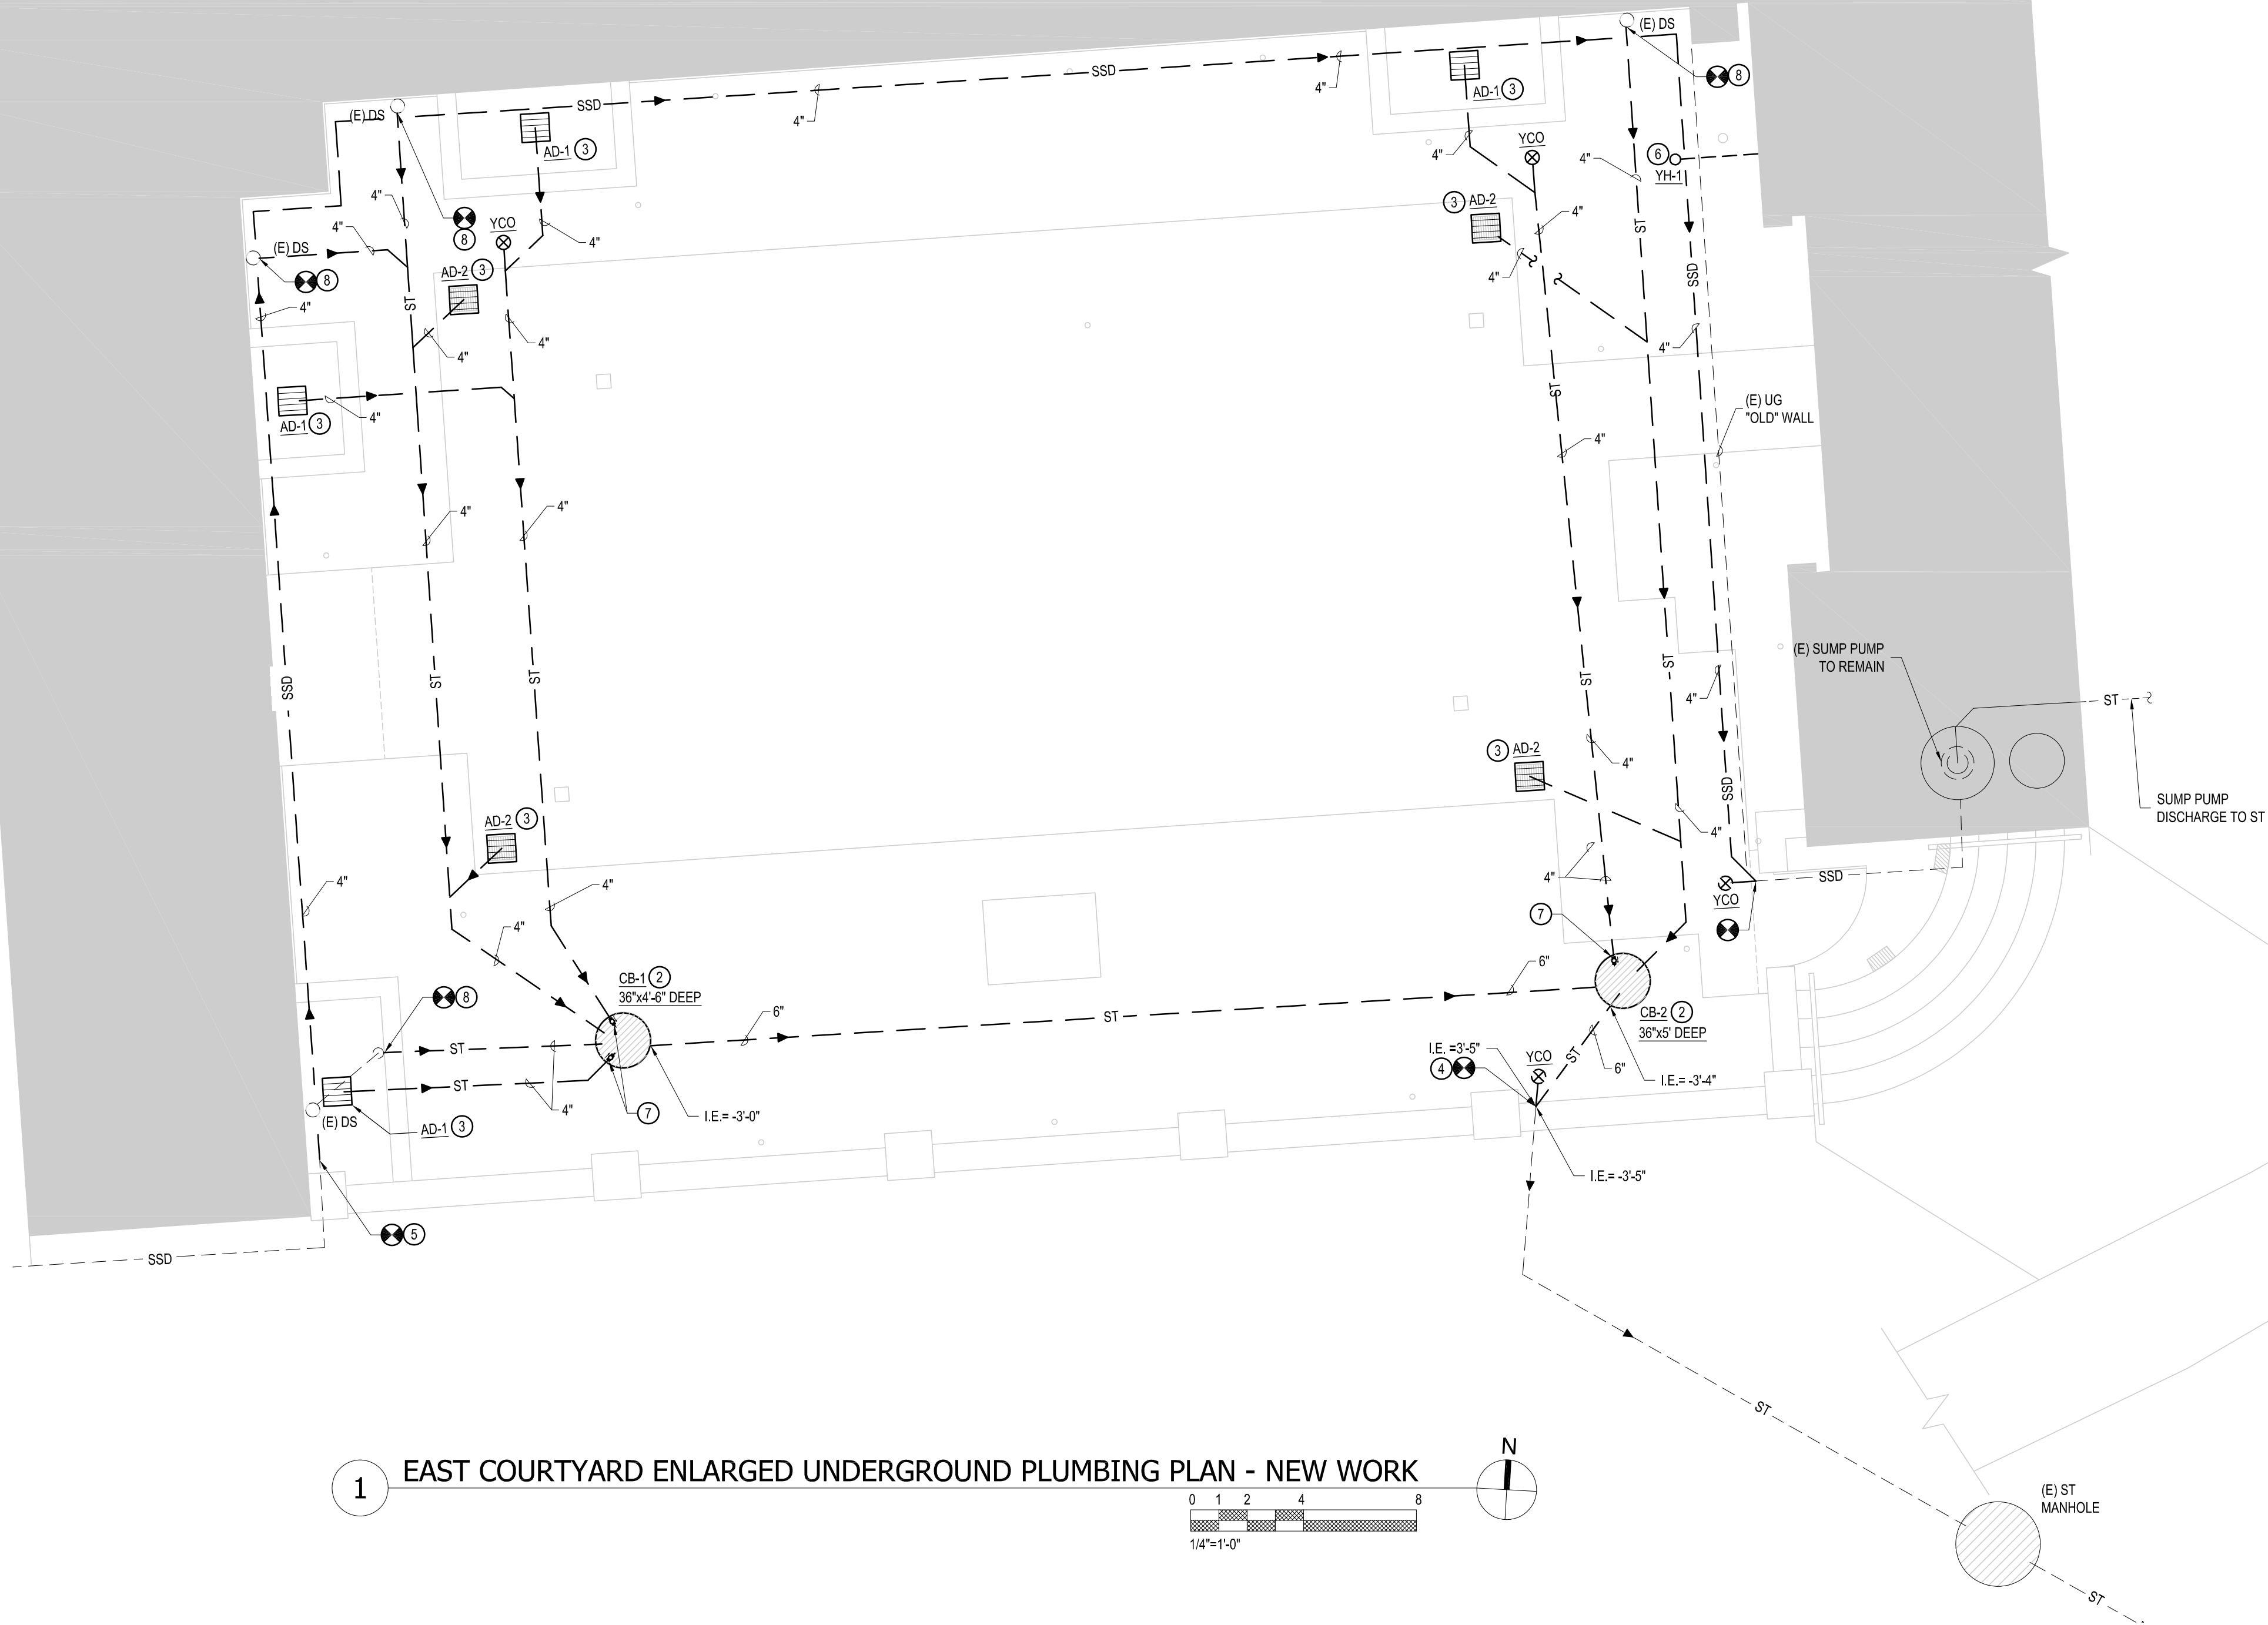 (E) DS
(E) DS
SSD
SSD
4"
4"
AD-1 3
8
AD-1 3
YCO
4"
4"
6
YH-1
4"
4"
8
YCO
4"
3 AD-2
4"
ST
(E) DS
8
4"
AD-2 3
4"
SSD
4"
ST
4"
4"
4"
AD-1 3
4"
ST
(E) UG
"OLD" WALL
4"
4"
4"
SSD
ST
ST
ST
ST
(E) SUMP PUMP
TO REMAIN
4"
ST
3 AD-2
4"
SSD
SUMP PUMP
DISCHARGE TO ST
AD-2 3
4"
4"
4"
4"
SSD
YCO
7
4"
6"
CB-1 2
36"x4'-6" DEEP
8
6"
ST
CB-2 2
36"x5' DEEP
ST
ST
4"
7
I.E.= -3'-0"
I.E. =3'-5"
4
YCO
ST
6"
I.E.= -3'-4"
(E) DS
AD-1 3
I.E.= -3'-5"
5
SSD
ST
N
1
EAST COURTYARD ENLARGED UNDERGROUND PLUMBING PLAN - NEW WORK
0 1 2 4 8
1/4"=1'-0"
(E) ST
MANHOLE
ST